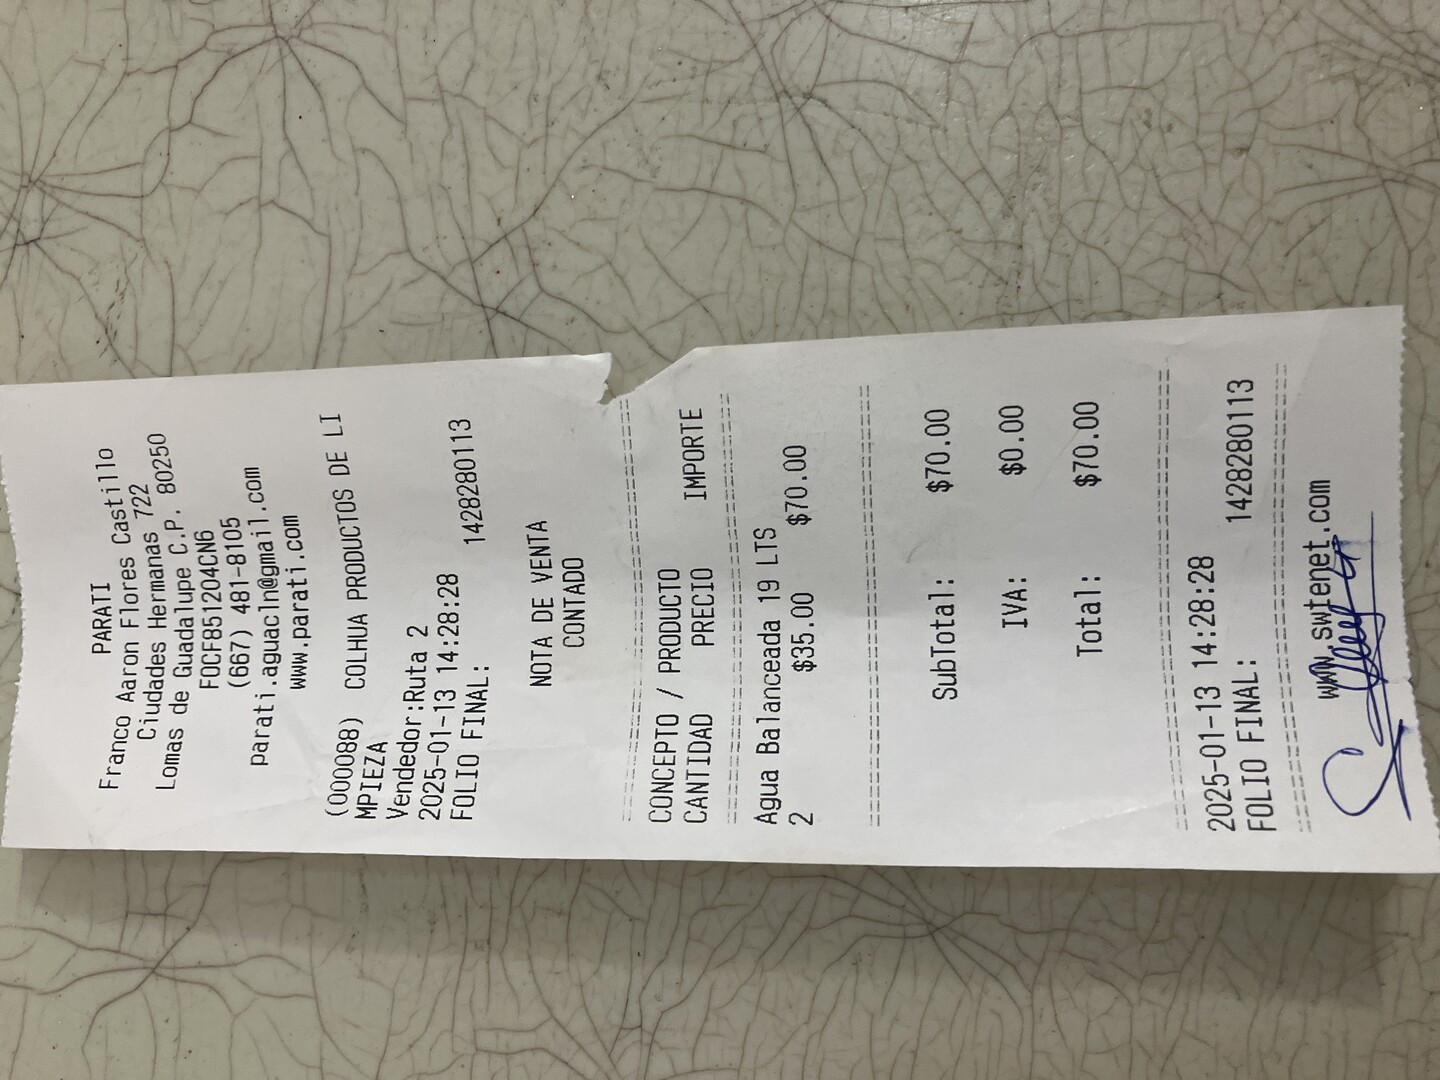 PARATI
Franco Aaron Flores Castillo
Ciudades Hermanas 722
Lomas de Guadalupe C.P. 80250
FOCF851204CN6
(667) 481-8105
parati.aguacln@gmail.com
www.parati.com
(000088) COLHUA PRODUCTOS DE LI
MPIEZA
Vendedor:Ruta 2
2025-01-13 14:28:28
FOLIO FINAL: 1428280113
NOTA DE VENTA
CONTADO
CONCEPTO / PRODUCTO
CANTIDAD PRECIO IMPORTE
Agua Balanceada 19 LTS
2 $35.00 $70.00
SubTotal: $70.00
IVA: $0.00
Total: $70.00
2025-01-13 14:28:28
FOLIO FINAL: 1428280113
www.swtenet.com